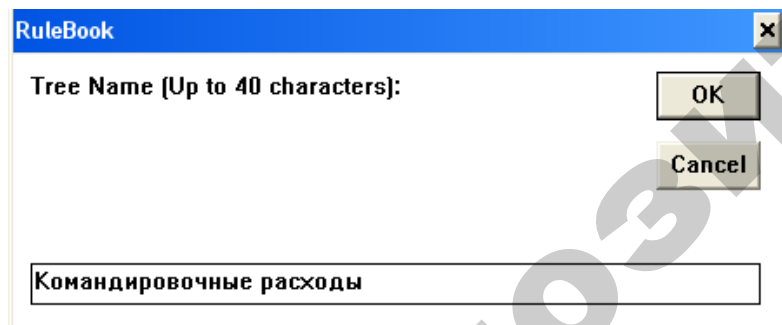 RuleBook
Tree Name (Up to 40 characters):
OK
Cancel
Командировочные расходы